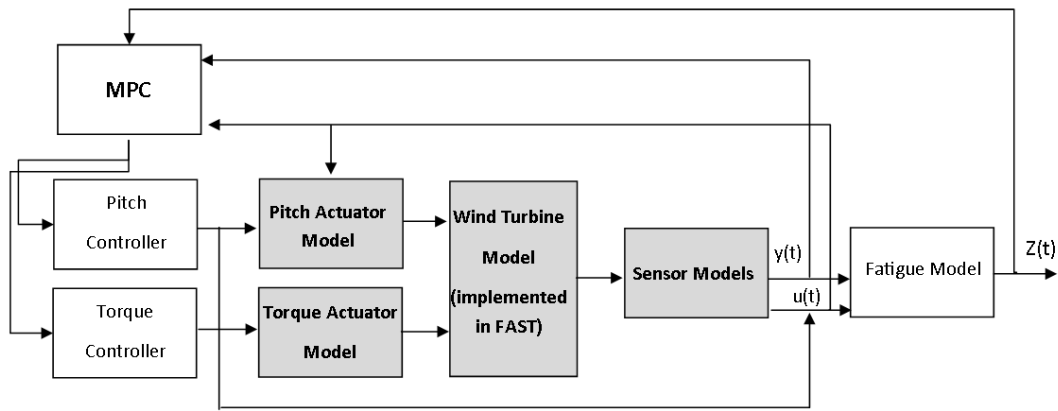 MPC
Pitch
Controller
Pitch Actuator
Model
Wind Turbine
Model
(implemented
in FAST)
Sensor Models
y(t)
u(t)
Fatigue Model
Z(t)
Torque
Controller
Torque Actuator
Model